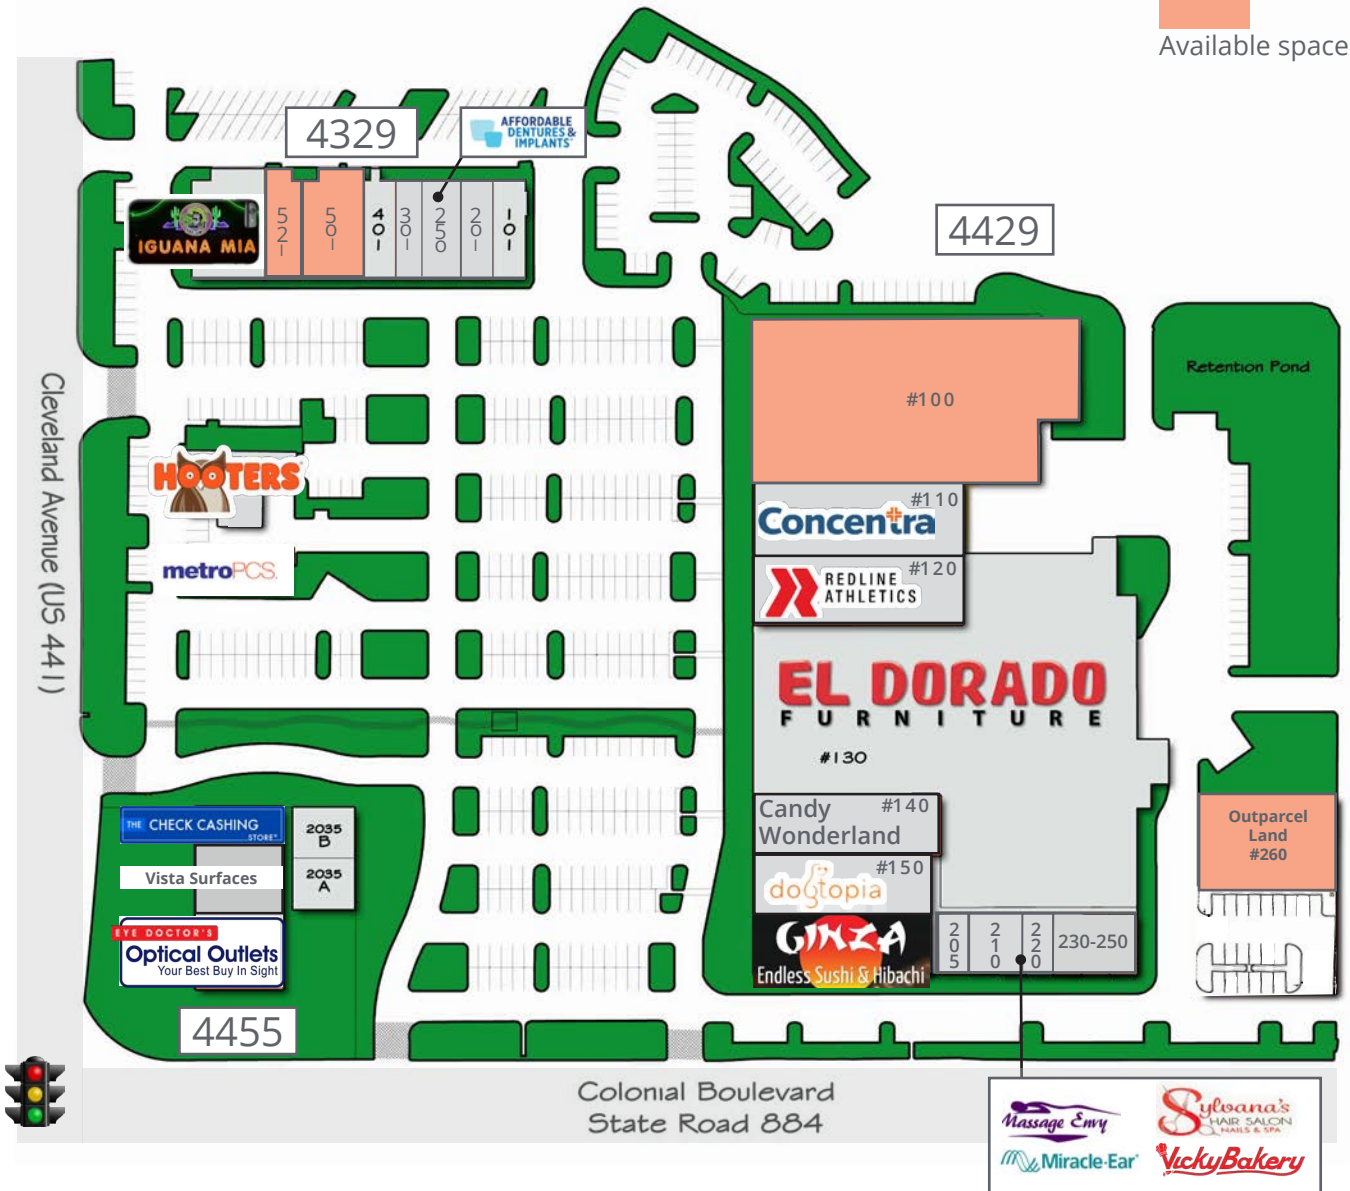 Available space
4329
AFFORDABLE
DENTURES &
IMPLANTS
IGUANA MIA
521
501
401
301
250
201
101
4429
Retention Pond
#100
Cleveland Avenue (US 441)
HOOTERS
#110
Concentra
metroPCS.
#120
REDLINE
ATHLETICS
EL DORADO
FURNITURE
#130
Candy #140
Wonderland
#150
dogtopia
GINZA
Endless Sushi & Hibachi
205
210
220
230-250
Outparcel
Land
#260
THE CHECK CASHING
STORE
2035
B
Vista Surfaces
2035
A
EYE DOCTOR'S
Optical Outlets
Your Best Buy In Sight
4455
Colonial Boulevard
State Road 884
Massage Envy
Sylvana's
HAIR SALON
NAILS & SPA
Miracle-Ear
VickyBakery